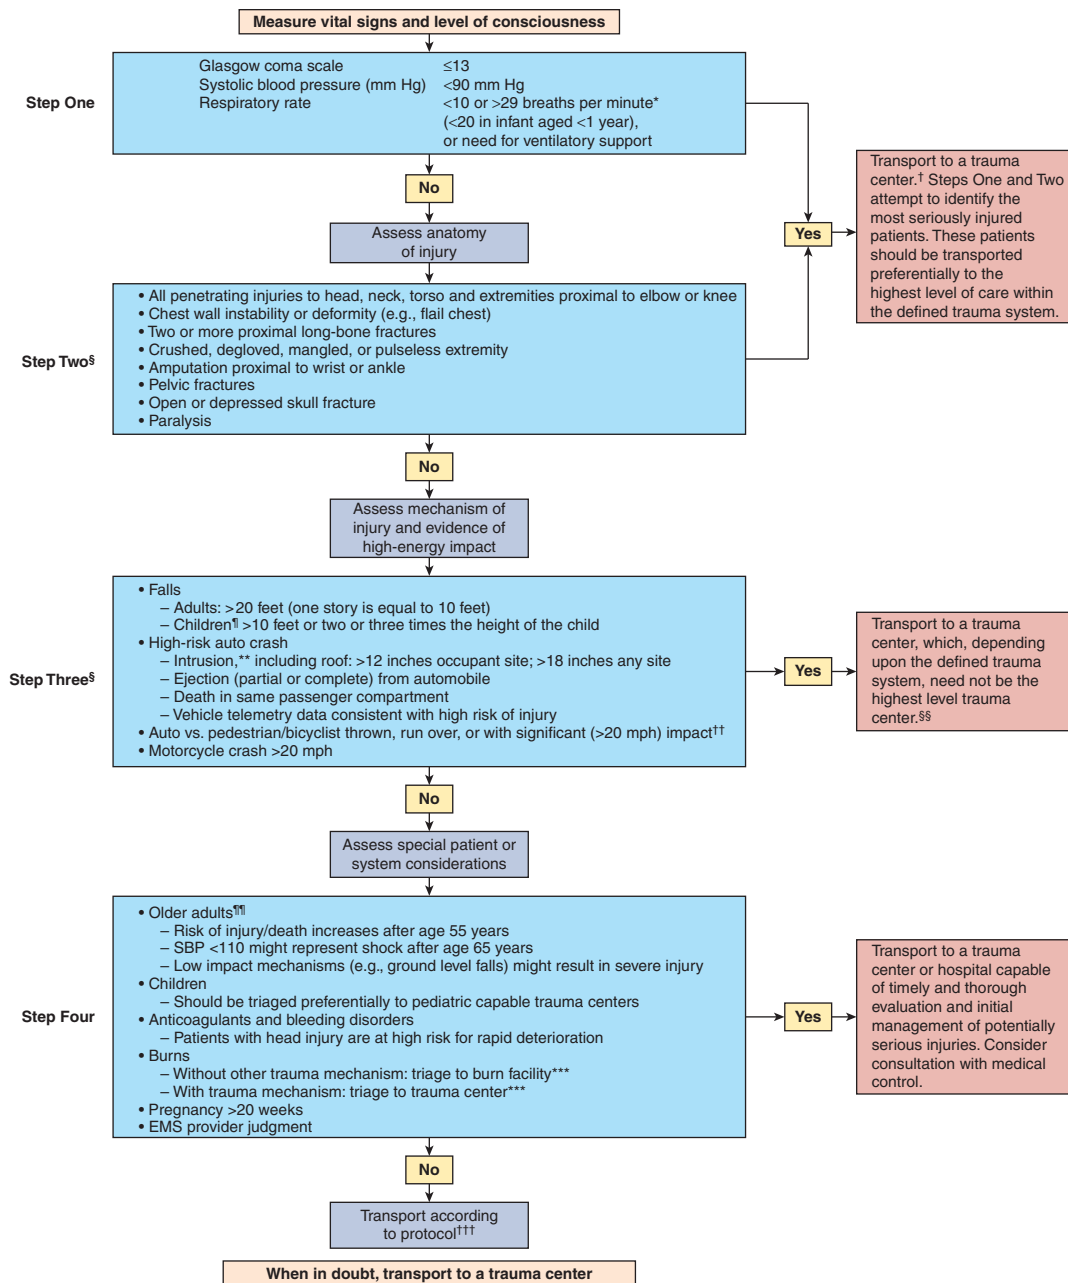 Measure vital signs and level of consciousness
Step One
Glasgow coma scale ≤13
Systolic blood pressure (mm Hg) <90 mm Hg
Respiratory rate <10 or >29 breaths per minute*
(<20 in infant aged <1 year),
or need for ventilatory support
No
Assess anatomy
of injury
Yes
Transport to a trauma
center.† Steps One and Two
attempt to identify the
most seriously injured
patients. These patients
should be transported
preferentially to the
highest level of care within
the defined trauma system.
Step Two§
• All penetrating injuries to head, neck, torso and extremities proximal to elbow or knee
• Chest wall instability or deformity (e.g., flail chest)
• Two or more proximal long-bone fractures
• Crushed, degloved, mangled, or pulseless extremity
• Amputation proximal to wrist or ankle
• Pelvic fractures
• Open or depressed skull fracture
• Paralysis
No
Assess mechanism of
injury and evidence of
high-energy impact
Step Three§
• Falls
– Adults: >20 feet (one story is equal to 10 feet)
– Children¶ >10 feet or two or three times the height of the child
• High-risk auto crash
– Intrusion,** including roof: >12 inches occupant site; >18 inches any site
– Ejection (partial or complete) from automobile
– Death in same passenger compartment
– Vehicle telemetry data consistent with high risk of injury
• Auto vs. pedestrian/bicyclist thrown, run over, or with significant (>20 mph) impact††
• Motorcycle crash >20 mph
Yes
Transport to a trauma
center, which, depending
upon the defined trauma
system, need not be the
highest level trauma
center.§§
No
Assess special patient or
system considerations
Step Four
• Older adults¶¶
– Risk of injury/death increases after age 55 years
– SBP <110 might represent shock after age 65 years
– Low impact mechanisms (e.g., ground level falls) might result in severe injury
• Children
– Should be triaged preferentially to pediatric capable trauma centers
• Anticoagulants and bleeding disorders
– Patients with head injury are at high risk for rapid deterioration
• Burns
– Without other trauma mechanism: triage to burn facility***
– With trauma mechanism: triage to trauma center***
• Pregnancy >20 weeks
• EMS provider judgment
Yes
Transport to a trauma
center or hospital capable
of timely and thorough
evaluation and initial
management of potentially
serious injuries. Consider
consultation with medical
control.
No
Transport according
to protocol†††
When in doubt, transport to a trauma center